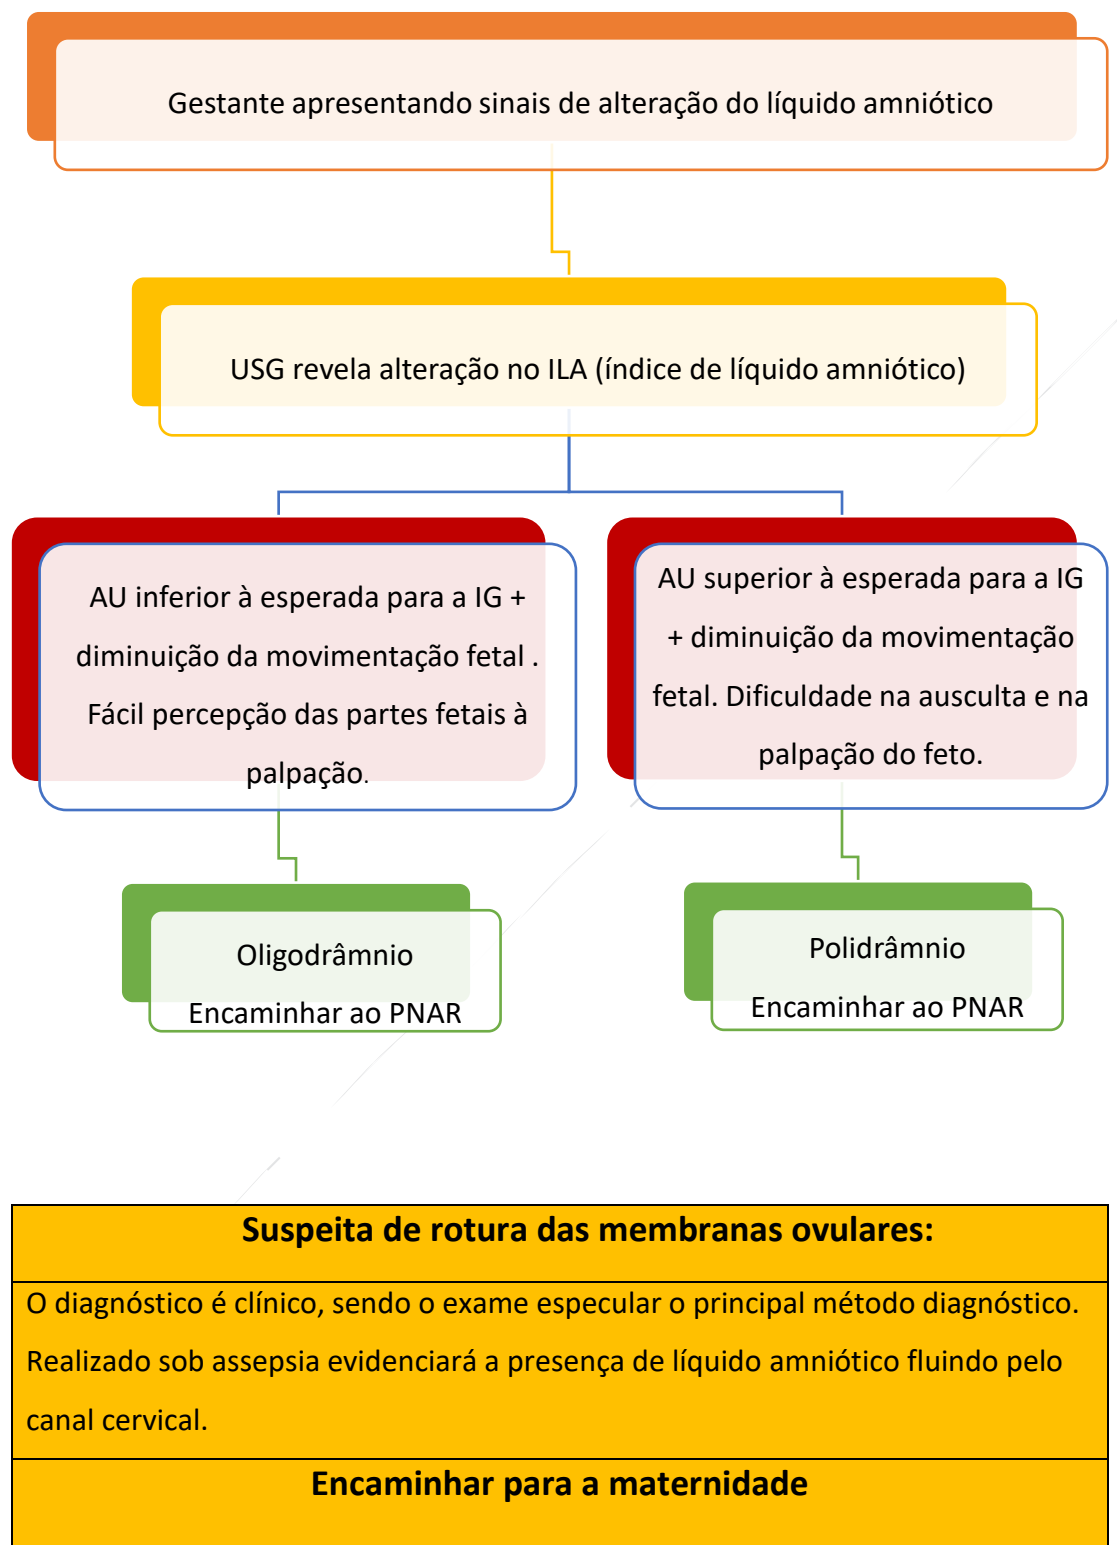 Gestante apresentando sinais de alteração do líquido amniótico
USG revela alteração no ILA (índice de líquido amniótico)
AU inferior à esperada para a IG +
diminuição da movimentação fetal .
Fácil percepção das partes fetais à
palpação.
AU superior à esperada para a IG
+ diminuição da movimentação
fetal. Dificuldade na ausculta e na
palpação do feto.
Oligodrâmnio
Encaminhar ao PNAR
Polidrâmnio
Encaminhar ao PNAR
Suspeita de rotura das membranas ovulares:
O diagnóstico é clínico, sendo o exame especular o principal método diagnóstico.
Realizado sob assepsia evidenciará a presença de líquido amniótico fluindo pelo
canal cervical.
Encaminhar para a maternidade